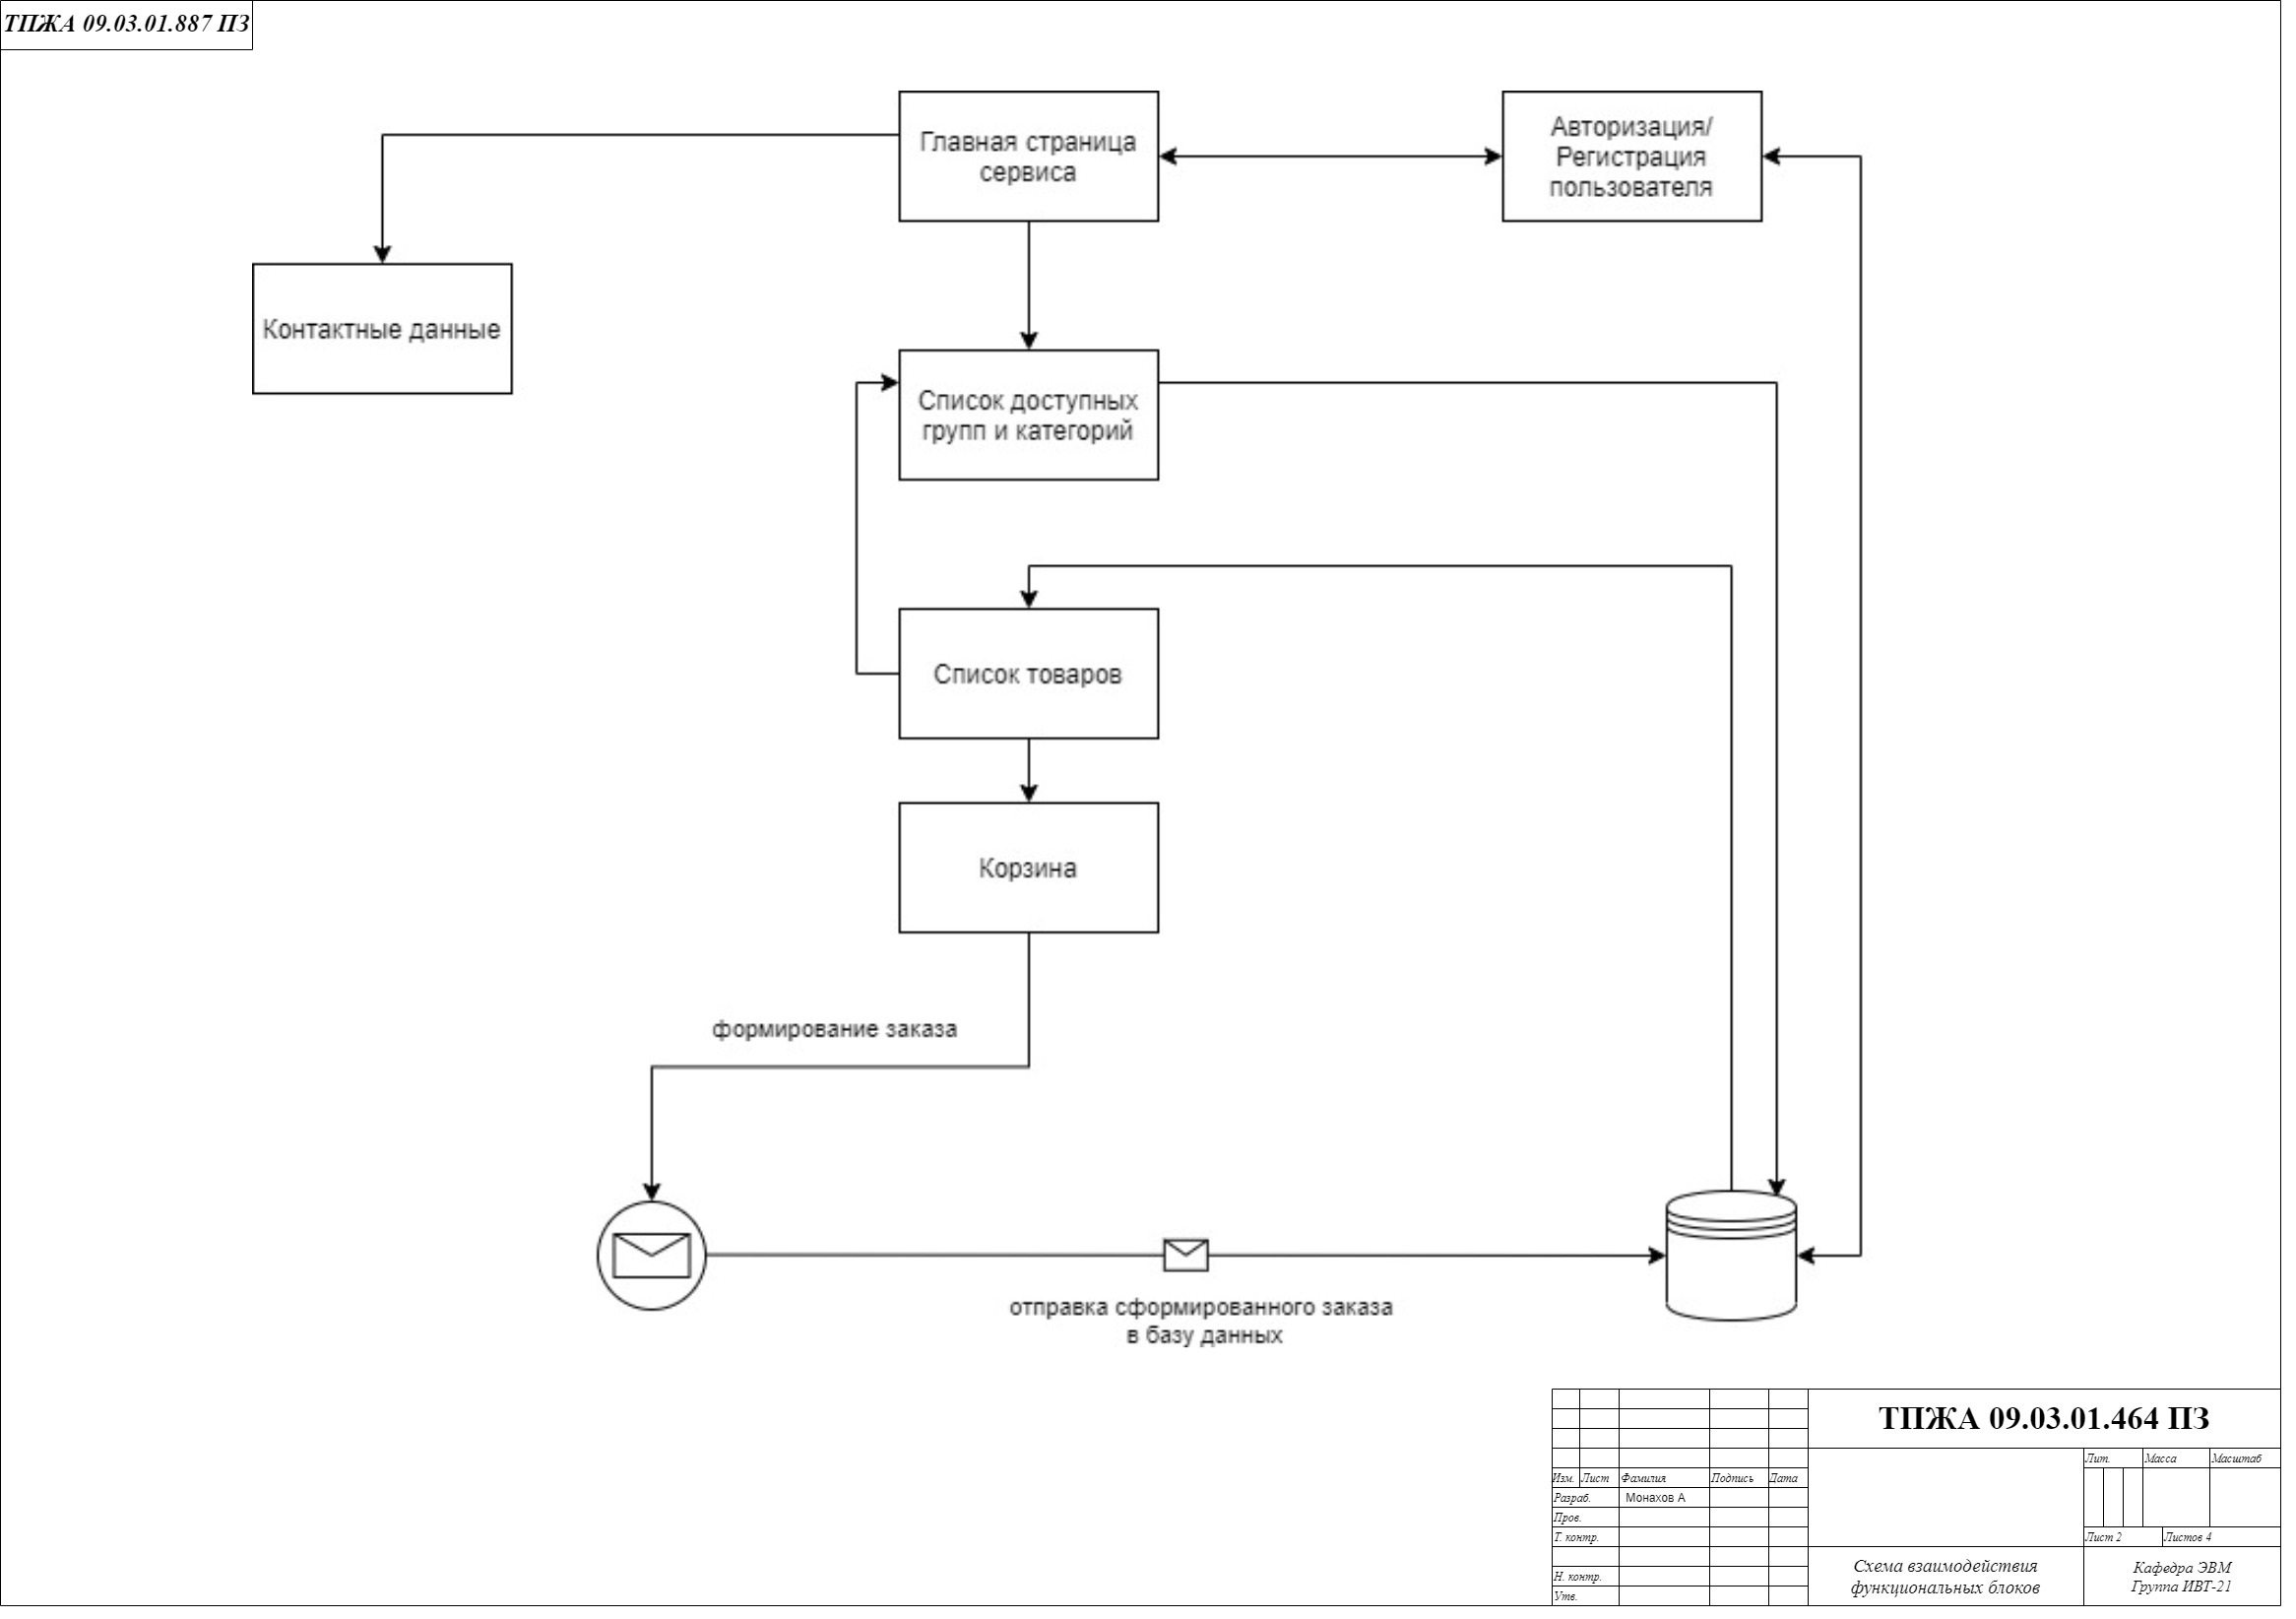 ТПЖА 09.03.01.887 ПЗ
Главная страница
сервиса
Авторизация/
Регистрация
пользователя
Контактные данные
Список доступных
групп и категорий
Список товаров
Корзина
формирование заказа
отправка сформированного заказа
в базу данных
ТПЖА 09.03.01.464 ПЗ
Лит. Масса Масштаб
Изм. Лист Фамилия Подпись Дата
Разраб. Монахов А
Пров.
Т. контр.
Лист 2 Листов 4
Н. контр.
Утв.
Схема взаимодействия
функциональных блоков
Кафедра ЭВМ
Группа ИВТ-21